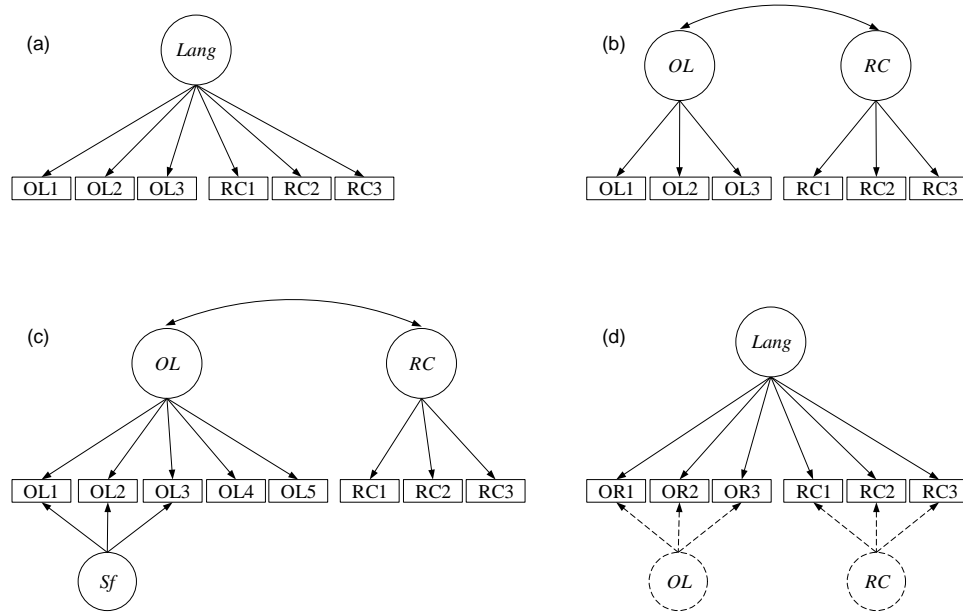 (a)
Lang
OL1 OL2 OL3 RC1 RC2 RC3
(b)
OL RC
OL1 OL2 OL3 RC1 RC2 RC3
(c)
OL RC
OL1 OL2 OL3 OL4 OL5 RC1 RC2 RC3
Sf
(d)
Lang
OR1 OR2 OR3 RC1 RC2 RC3
OL RC